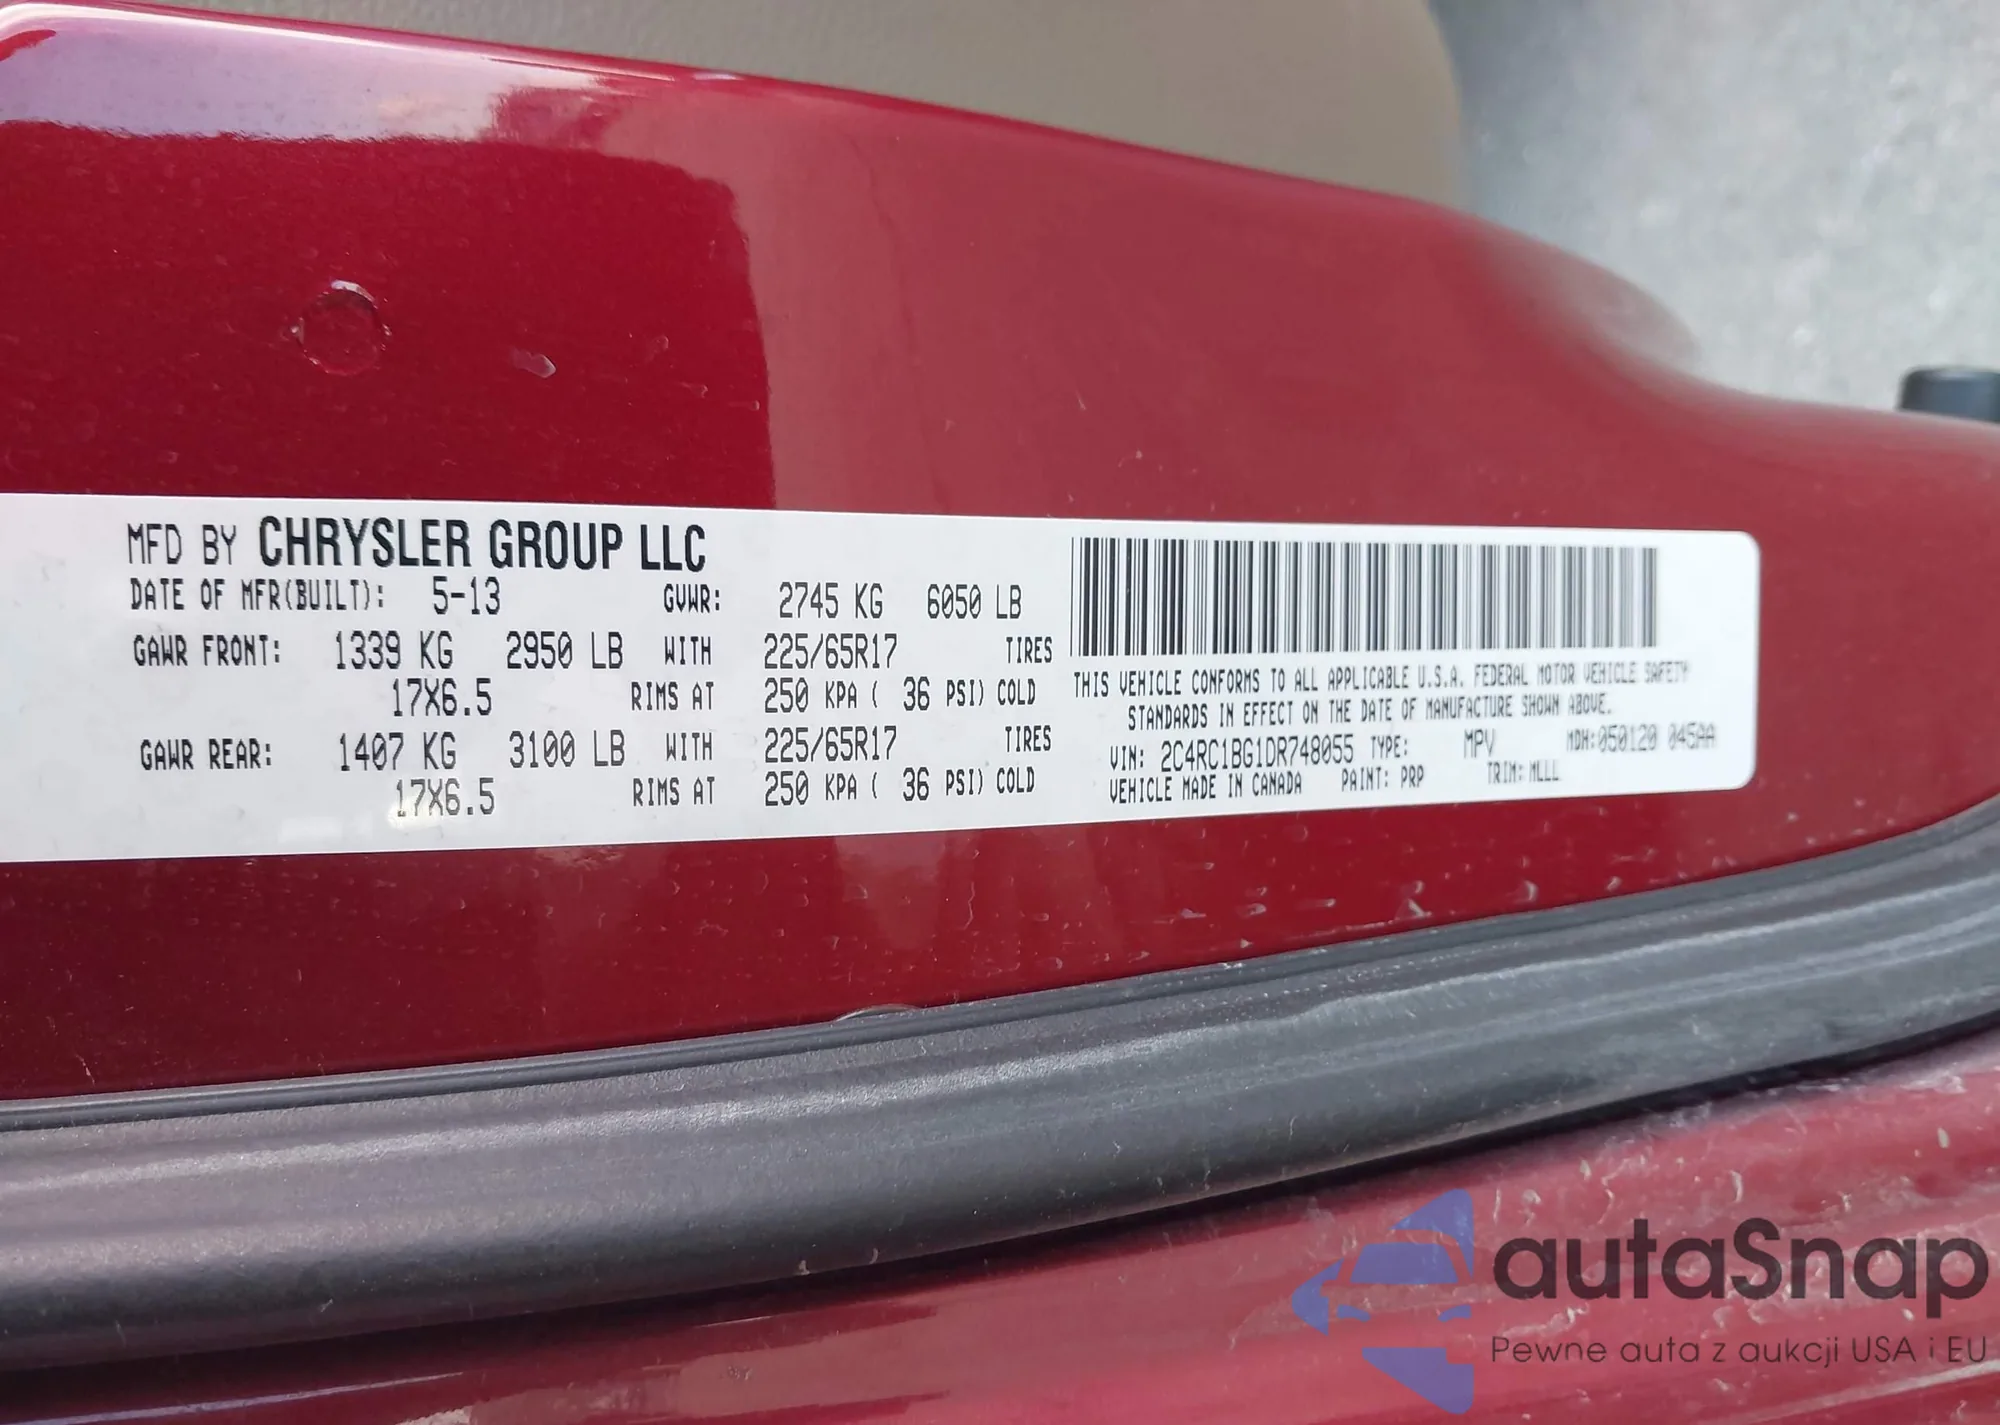 MFD BY CHRYSLER GROUP LLC
DATE OF MFR(BUILT): 5-13 GVWR: 2745 KG 6050 LB
GAWR FRONT: 1339 KG 2950 LB WITH 225/65R17 TIRES
17X6.5 RIMS AT 250 KPA ( 36 PSI) COLD
GAWR REAR: 1407 KG 3100 LB WITH 225/65R17 TIRES
17X6.5 RIMS AT 250 KPA ( 36 PSI) COLD
THIS VEHICLE CONFORMS TO ALL APPLICABLE U.S.A. FEDERAL MOTOR VEHICLE SAFETY
STANDARDS IN EFFECT ON THE DATE OF MANUFACTURE SHOWN ABOVE.
VIN: 2C4RC1BG1DR748055 TYPE: MPV MDH:050120 045AA
VEHICLE MADE IN CANADA PAINT: PRP TRIM: MLLL
autaSnap
Pewne auta z aukcji USA i EU